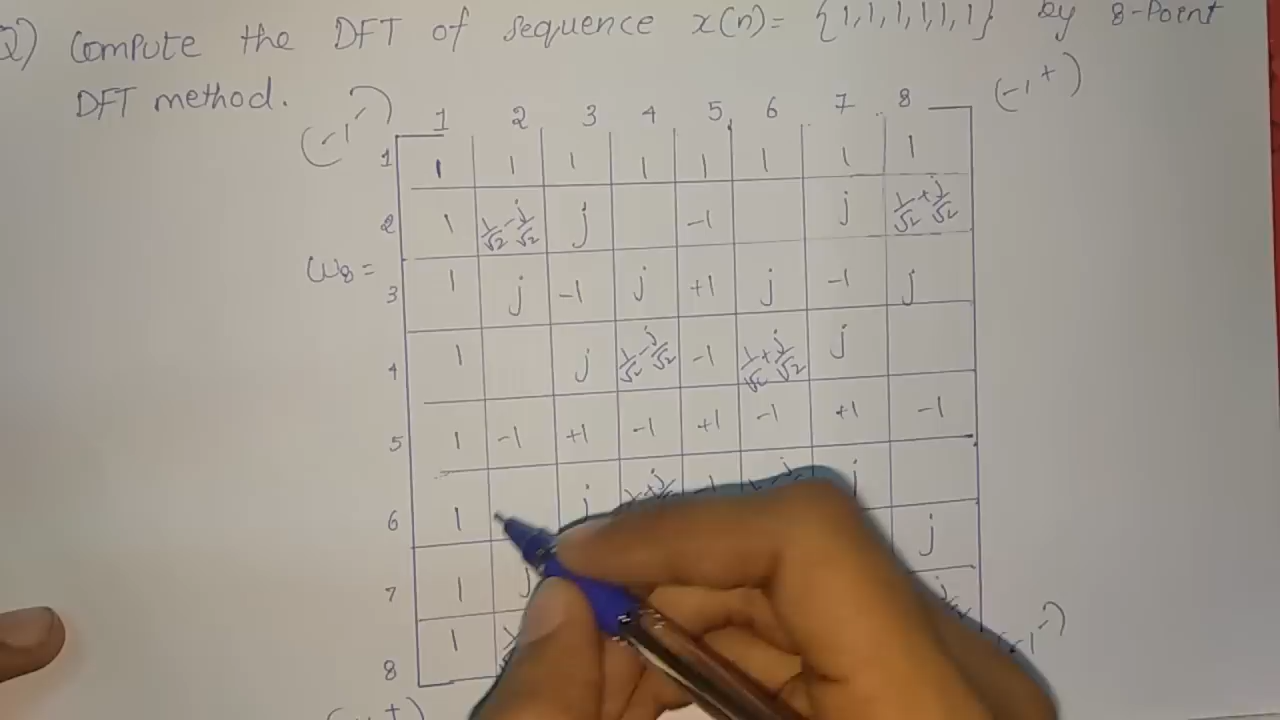 Q) Compute the DFT of sequence x(n)= {1,1,1,1,1,1} by 8-Point
DFT method.
(-1⁻) (-1⁺)
1 2 3 4 5 6 7 8
1 1 1 1 1 1 1 1 1
2 1 1/√2-j/√2 j -1 j 1/√2+j/√2
W8=
3 1 j -1 j +1 j -1 j
4 1 j 1/√2-j/√2 -1 1/√2+j/√2 j
5 1 -1 +1 -1 +1 -1 +1 -1
6 1 j -1 j
7 1 j j
8 1